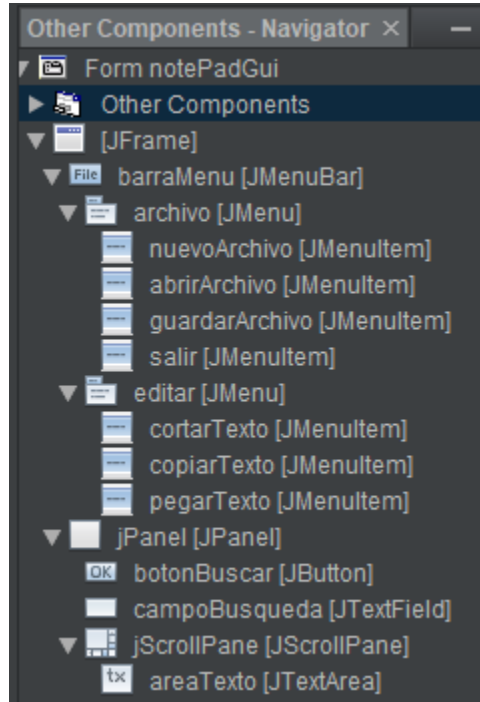 Other Components - Navigator ×
Form notePadGui
Other Components
[JFrame]
File barraMenu [JMenuBar]
archivo [JMenu]
nuevoArchivo [JMenuItem]
abrirArchivo [JMenuItem]
guardarArchivo [JMenuItem]
salir [JMenuItem]
editar [JMenu]
cortarTexto [JMenuItem]
copiarTexto [JMenuItem]
pegarTexto [JMenuItem]
jPanel [JPanel]
OK botonBuscar [JButton]
campoBusqueda [JTextField]
jScrollPane [JScrollPane]
tx areaTexto [JTextArea]